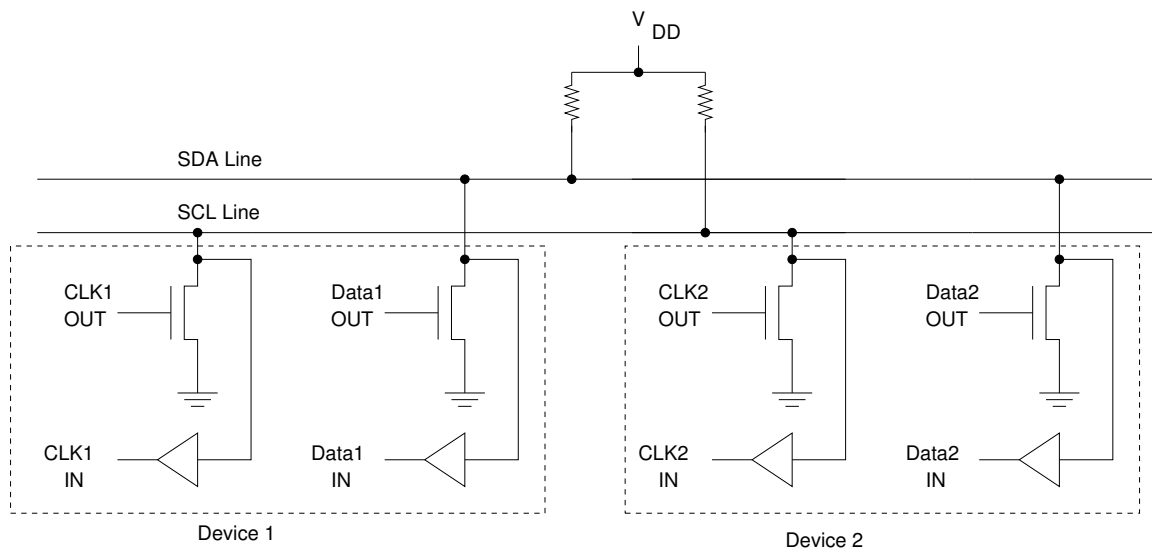 V
DD
SDA Line
SCL Line
CLK1
OUT
Data1
OUT
CLK2
OUT
Data2
OUT
CLK1
IN
Data1
IN
CLK2
IN
Data2
IN
Device 1
Device 2